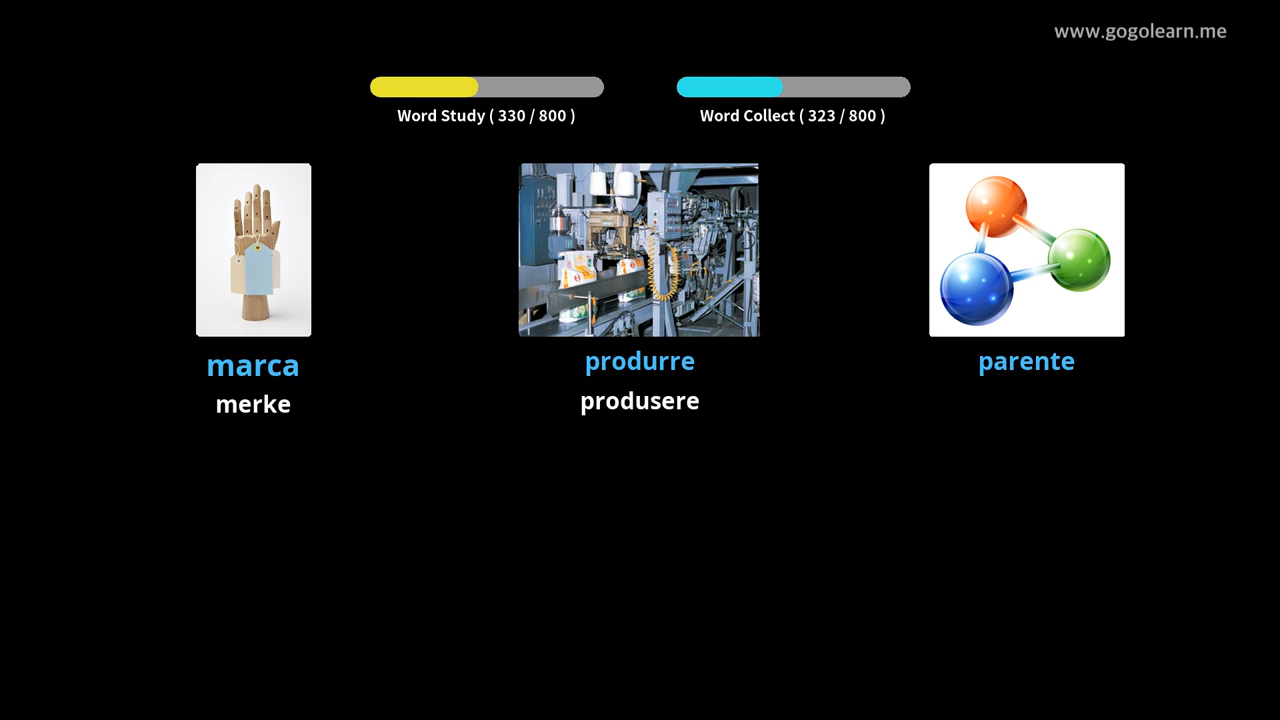 www.gogolearn.me
Word Study ( 330 / 800 )
Word Collect ( 323 / 800 )
marca
merke
produrre
produsere
parente